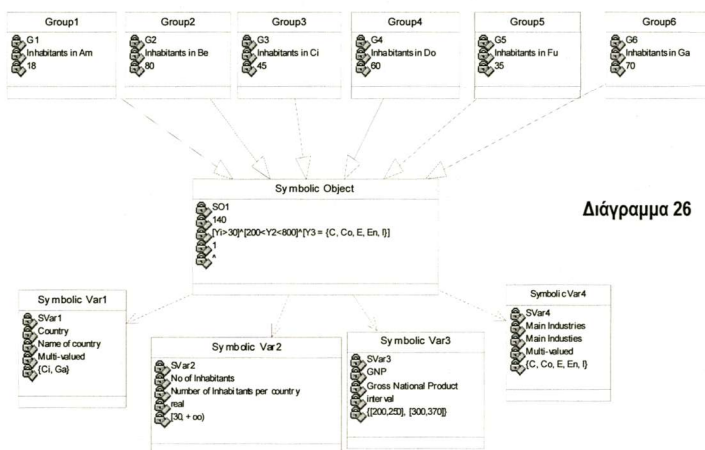 Group1
G1
Inhabitants in Am
18
Group2
G2
Inhabitants in Be
80
Group3
G3
Inhabitants in Ci
45
Group4
G4
Inhabitants in Do
60
Group5
G5
Inhabitants in Fu
35
Group6
G6
Inhabitants in Ga
70
Symbolic Object
SO1
140
[Yi>30]^[200<Y2<800]^[Y3 = {C, Co, E, En, I}]
1
^
Διάγραμμα 26
Symbolic Var1
SVar1
Country
Name of country
Multi-valued
{Ci, Ga}
Symbolic Var2
SVar2
No of Inhabitants
Number of Inhabitants per country
real
[30, + oo)
Symbolic Var3
SVar3
GNP
Gross National Product
interval
{[200,250], [300,370]}
Symbolic Var4
SVar4
Main Industries
Main Industies
Multi-valued
{C, Co, E, En, I}